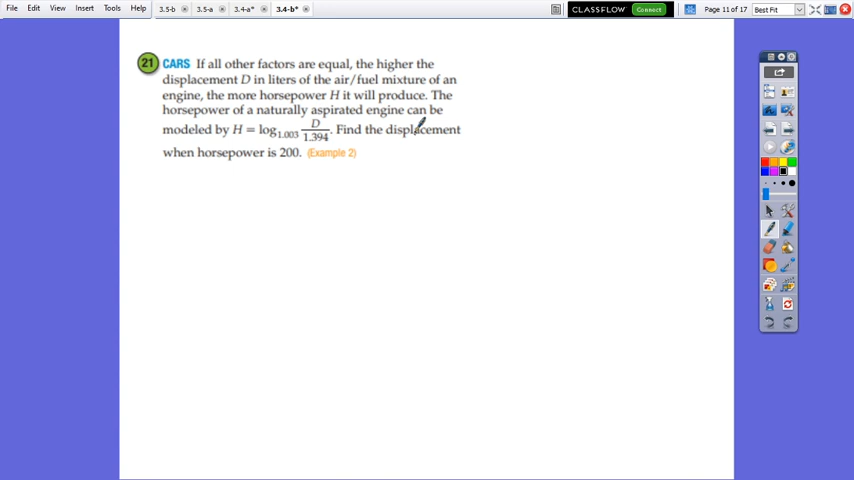 File Edit View Insert Tools Help
3.5-b 3.5-a 3.4-a* 3.4-b*
CLASSFLOW Connect
Page 11 of 17
Best Fit
21 CARS If all other factors are equal, the higher the
displacement D in liters of the air/fuel mixture of an
engine, the more horsepower H it will produce. The
horsepower of a naturally aspirated engine can be
modeled by H = log₁.₀₀₃ D/1.394. Find the displacement
when horsepower is 200. (Example 2)